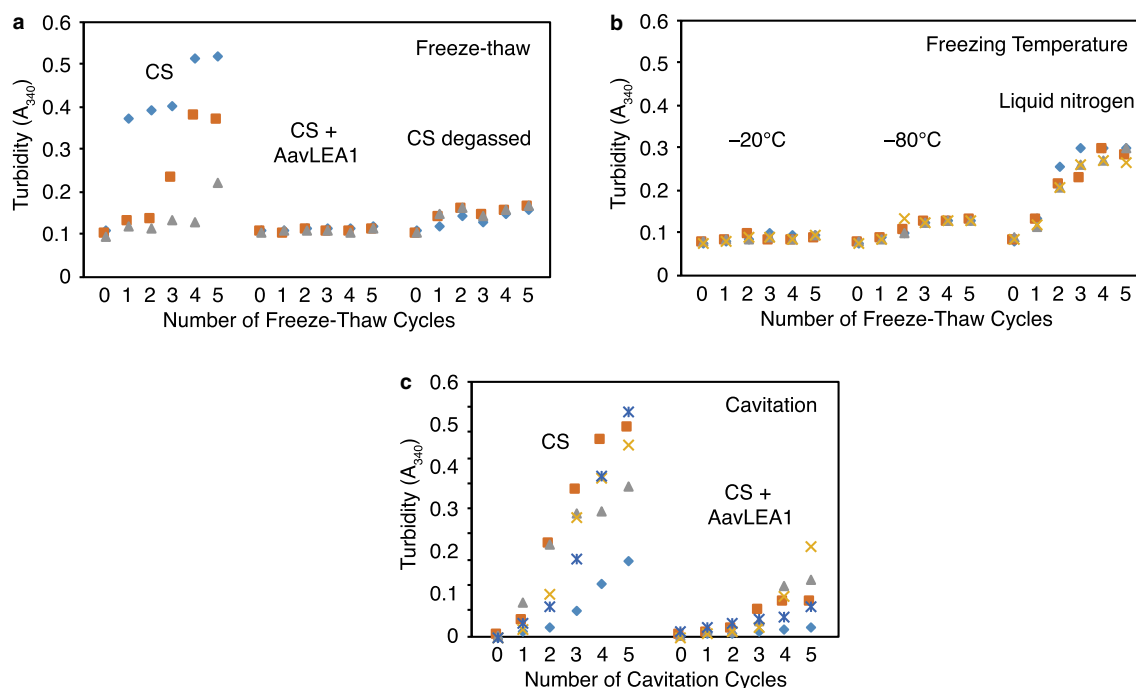 a
0.6
0.5
0.4
0.3
0.2
0.1
0
Turbidity (A340)
Freeze-thaw
CS
CS +
AavLEA1
CS degassed
0 1 2 3 4 5 0 1 2 3 4 5 0 1 2 3 4 5
Number of Freeze-Thaw Cycles
b
0.6
0.5
0.4
0.3
0.2
0.1
0
Turbidity (A340)
Freezing Temperature
Liquid nitrogen
–20°C
–80°C
0 1 2 3 4 5 0 1 2 3 4 5 0 1 2 3 4 5
Number of Freeze-Thaw Cycles
c
0.6
0.5
0.4
0.3
0.2
0.1
0
Turbidity (A340)
Cavitation
CS
CS +
AavLEA1
0 1 2 3 4 5 0 1 2 3 4 5
Number of Cavitation Cycles